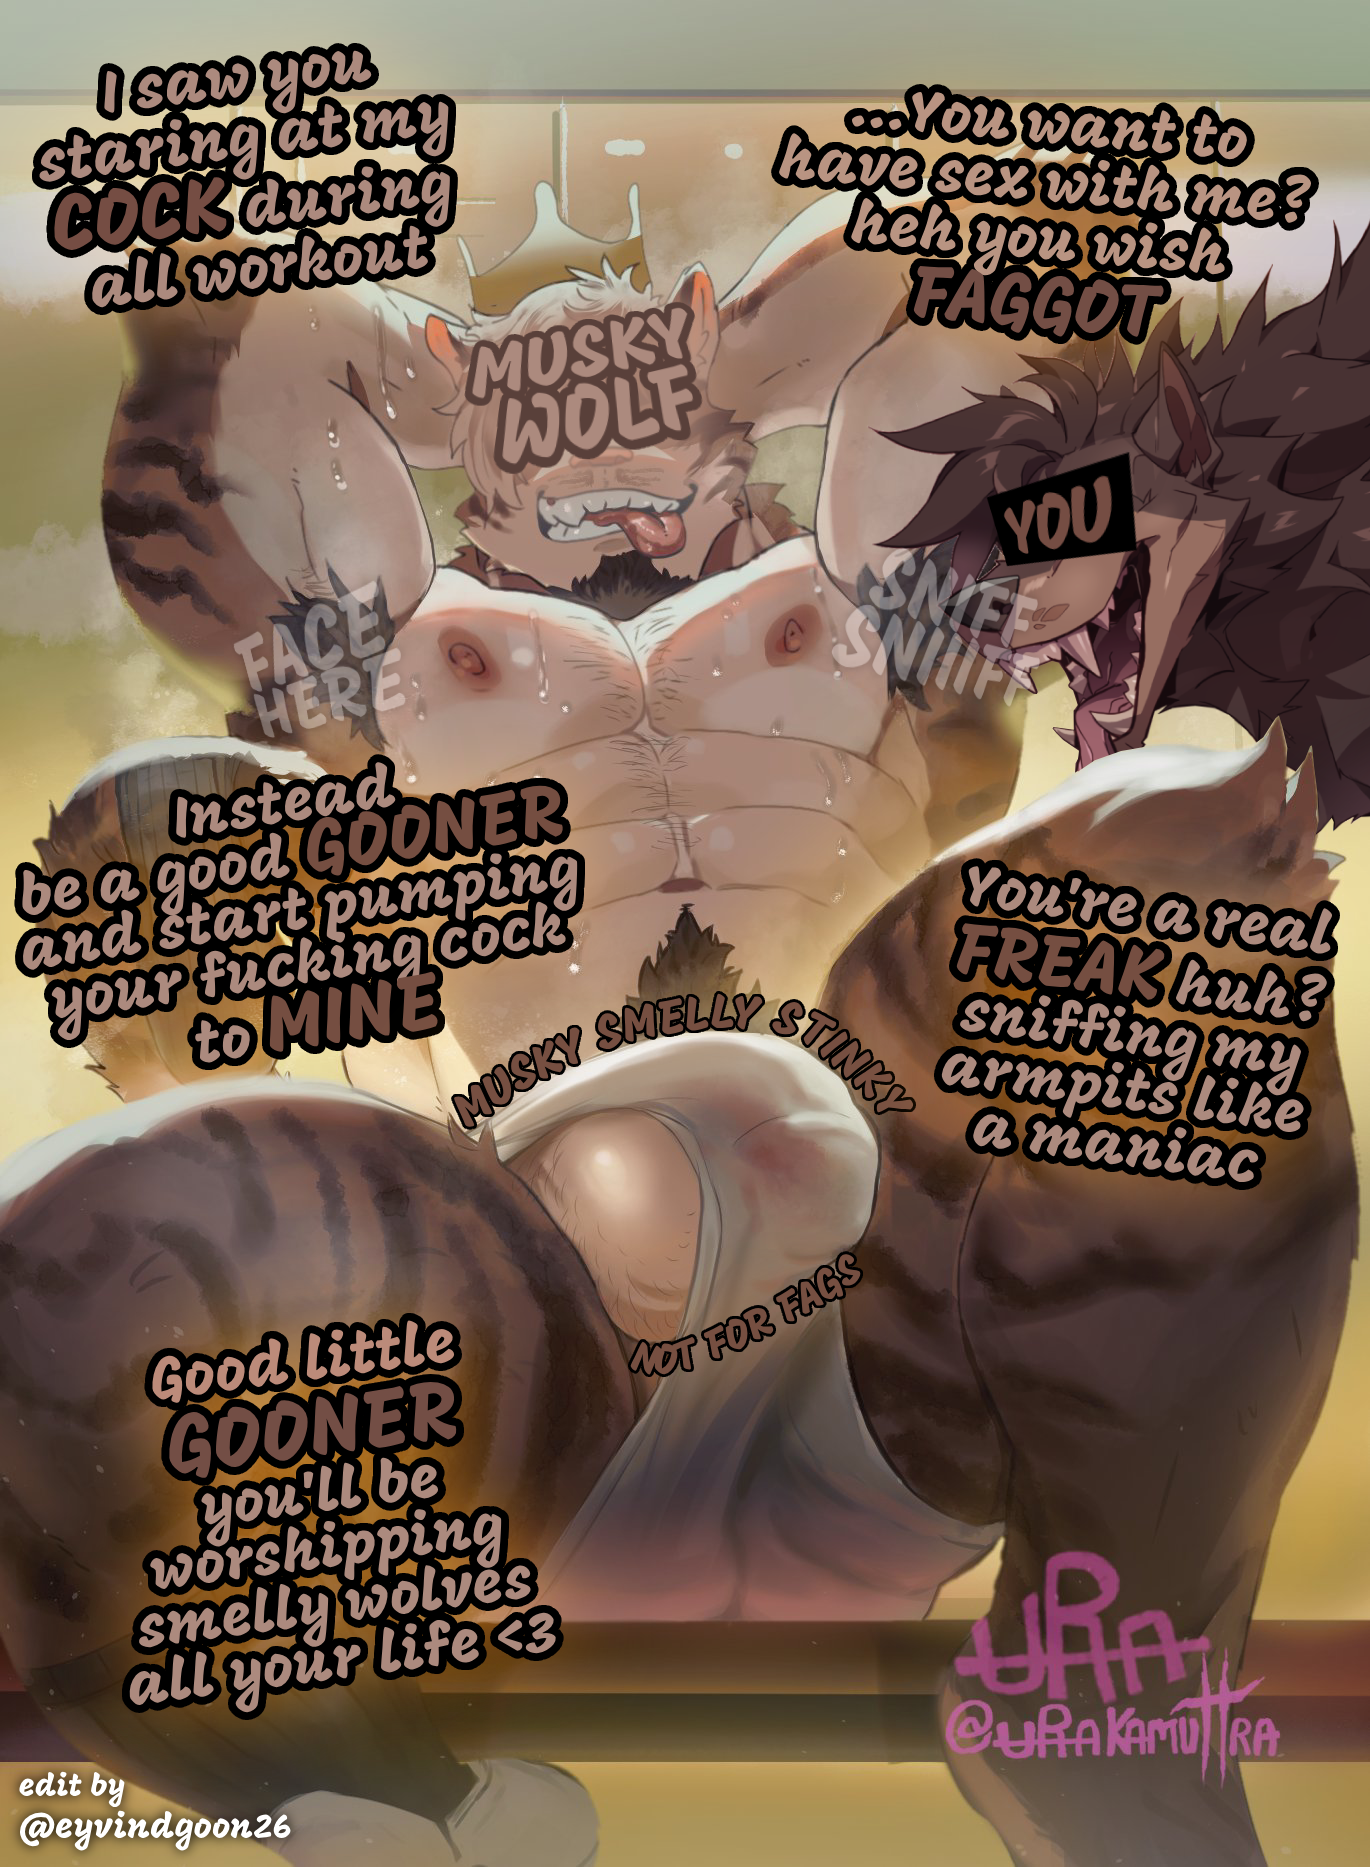 I saw you
staring at my
COCK during
all workout
...You want to
have sex with me?
heh you wish
FAGGOT
MUSKY
WOLF
YOU
FACE
HERE
SNIFF
SNIIFF
Instead
be a good GOONER
and start pumping
your fucking cock
to MINE
You're a real
FREAK huh?
sniffing my
armpits like
a maniac
MUSKY SMELLY STINKY
NOT FOR FAGS
Good little
GOONER
you'll be
worshipping
smelly wolves
all your life <3
URA
@URAKAMUTTRA
edit by
@eyvindgoon26